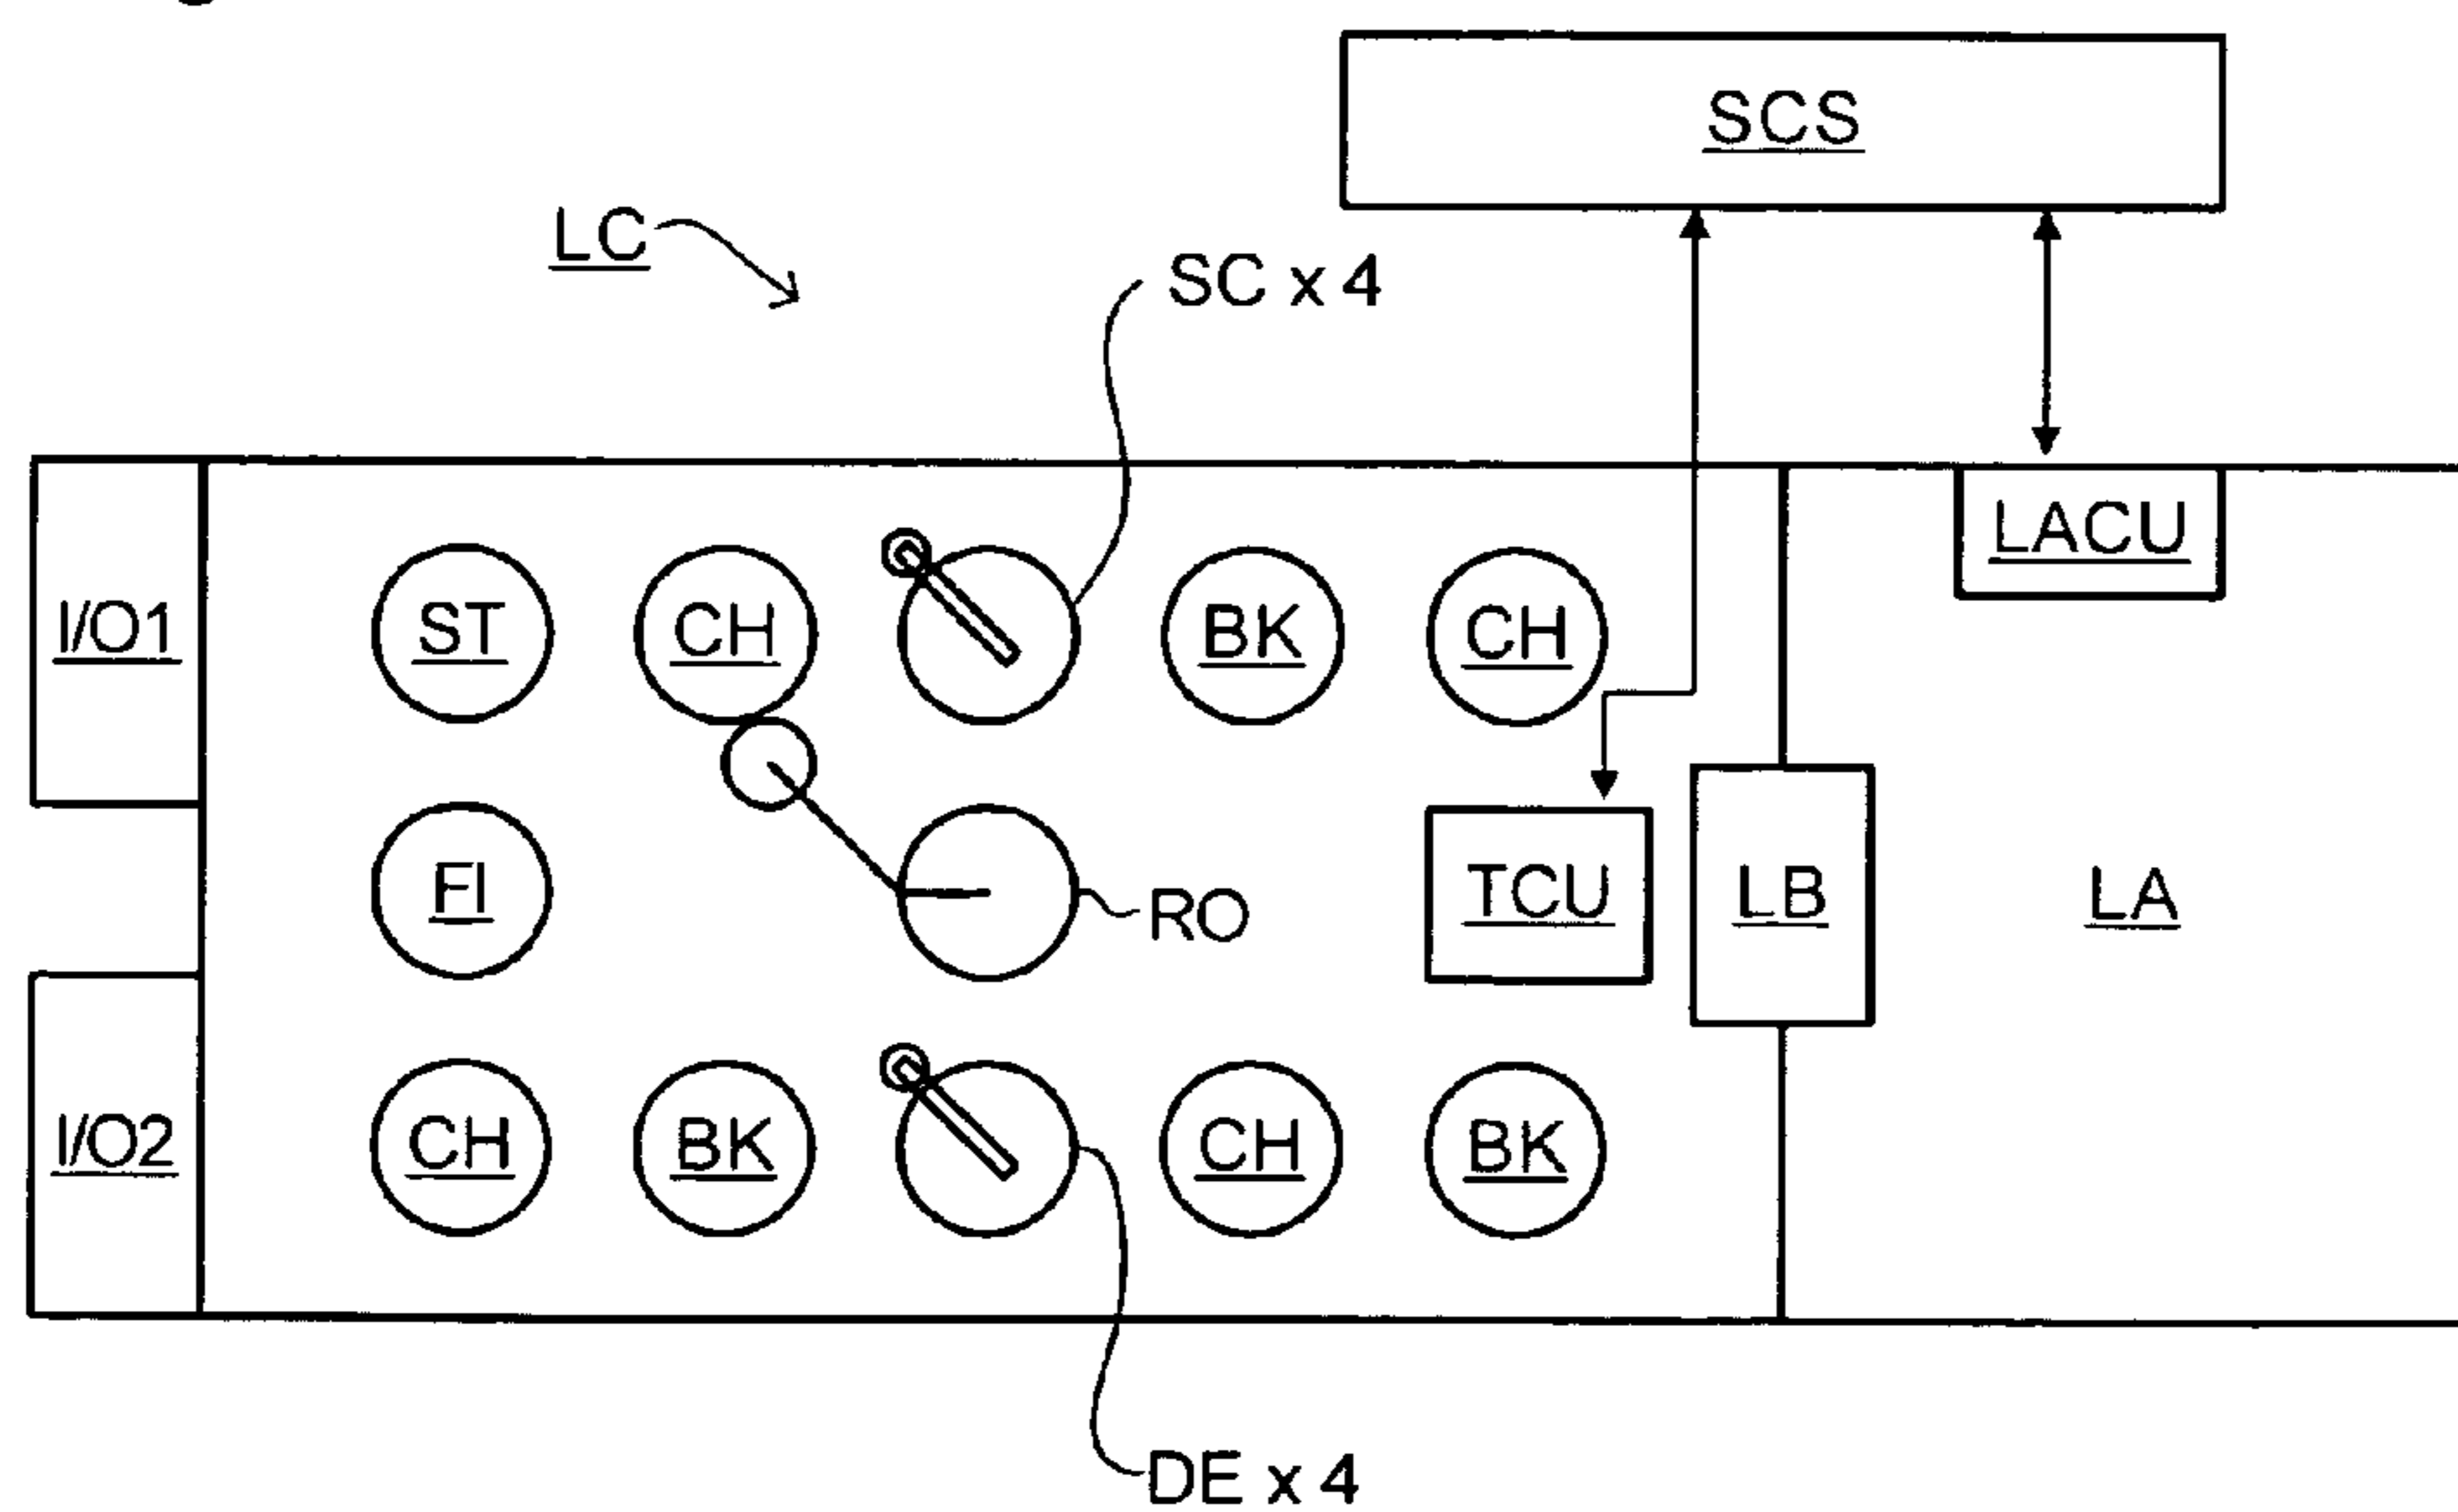 SCS
LC
SC x 4
LACU
I/O1
ST
CH
BK
CH
FI
RO
TCU
LB
LA
I/O2
CH
BK
CH
BK
DE x 4